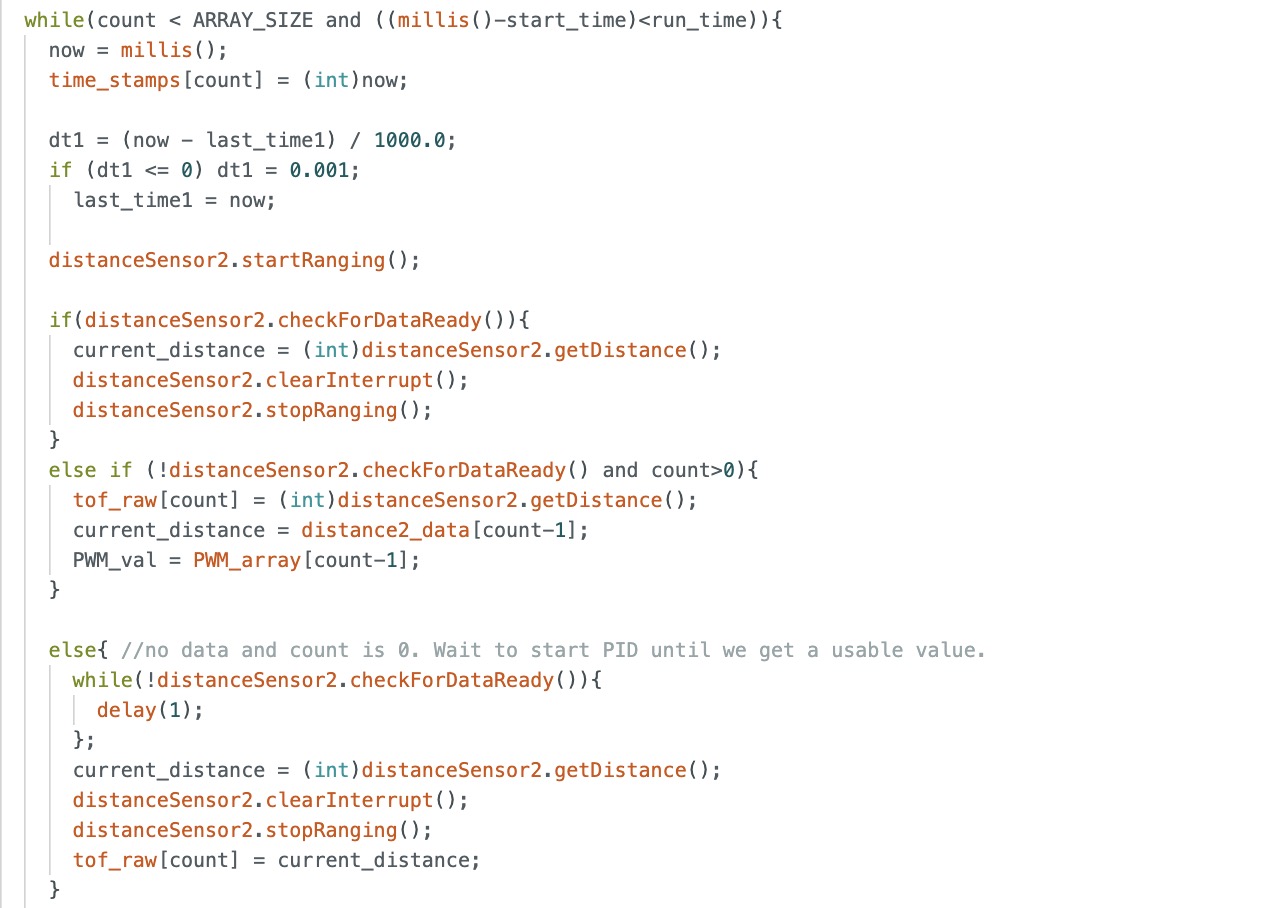 while(count < ARRAY_SIZE and ((millis()-start_time)<run_time)){
now = millis();
time_stamps[count] = (int)now;
dt1 = (now - last_time1) / 1000.0;
if (dt1 <= 0) dt1 = 0.001;
last_time1 = now;
distanceSensor2.startRanging();
if(distanceSensor2.checkForDataReady()){
current_distance = (int)distanceSensor2.getDistance();
distanceSensor2.clearInterrupt();
distanceSensor2.stopRanging();
}
else if (!distanceSensor2.checkForDataReady() and count>0){
tof_raw[count] = (int)distanceSensor2.getDistance();
current_distance = distance2_data[count-1];
PWM_val = PWM_array[count-1];
}
else{ //no data and count is 0. Wait to start PID until we get a usable value.
while(!distanceSensor2.checkForDataReady()){
delay(1);
};
current_distance = (int)distanceSensor2.getDistance();
distanceSensor2.clearInterrupt();
distanceSensor2.stopRanging();
tof_raw[count] = current_distance;
}